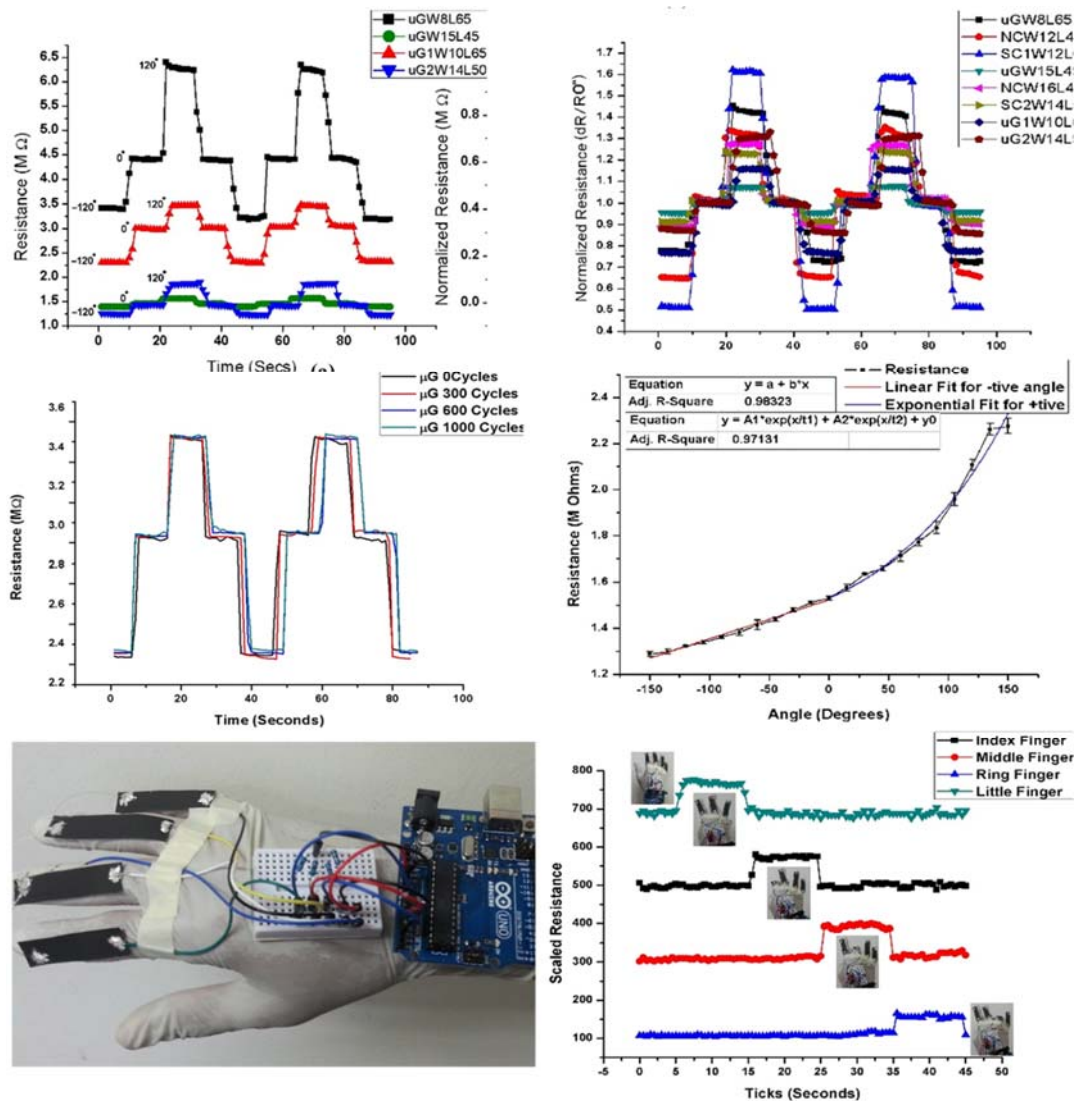 uGW8L65
uGW15L45
uG1W10L65
uG2W14L50
Resistance (M Ω)
6.5
6.0
5.5
5.0
4.5
4.0
3.5
3.0
2.5
2.0
1.5
1.0
120°
0°
-120°
120°
0°
-120°
120°
0°
-120°
Normalized Resistance (M Ω)
0.6
0.4
0.2
0.0
0 20 40 60 80 100
Time (Secs)
(a)
uGW8L65
NCW12L4
SC1W12L
uGW15L4
NCW16L4
SC2W14L
uG1W10L
uG2W14L
Normalized Resistance (dR/RO°)
1.7
1.6
1.5
1.4
1.3
1.2
1.1
1.0
0.9
0.8
0.7
0.6
0.5
0.4
0 20 40 60 80 100
μG 0Cycles
μG 300 Cycles
μG 600 Cycles
μG 1000 Cycles
Resistance (MΩ)
3.6
3.4
3.2
3.0
2.9
2.8
2.6
2.4
2.2
0 20 40 60 80 1000
Time (Seconds)
Equation y = a + b*x
Adj. R-Square 0.98323
Equation y = A1*exp(x/t1) + A2*exp(x/t2) + y0
Adj. R-Square 0.97131
Resistance
Linear Fit for -tive angle
Exponential Fit for +tive
Resistance (M Ohms)
2.2
2.0
1.8
1.6
1.4
1.2
-150 -100 -50 0 50 100 150
Angle (Degrees)
ARDUINO
UNO
Index Finger
Middle Finger
Ring Finger
Little Finger
Scaled Resistance
800
700
600
500
400
300
200
100
-5 0 5 10 15 20 25 30 35 40 45 50
Ticks (Seconds)